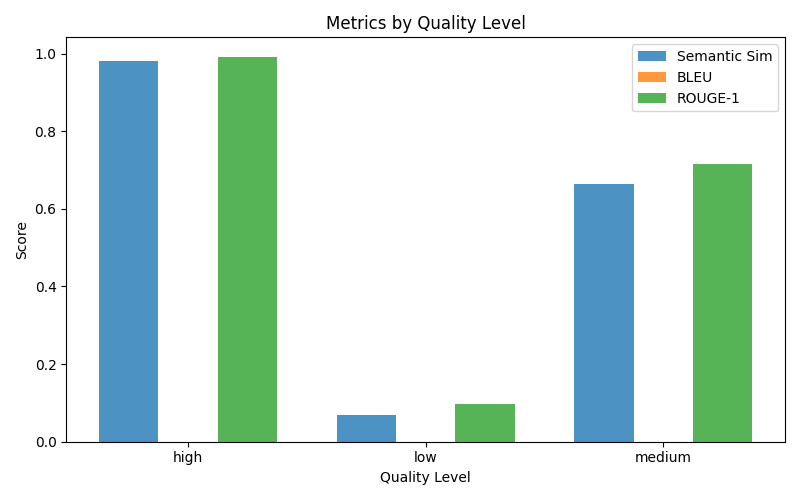 Metrics by Quality Level
Semantic Sim
BLEU
ROUGE-1
1.0
0.8
0.6
0.4
0.2
0.0
Score
high
low
medium
Quality Level